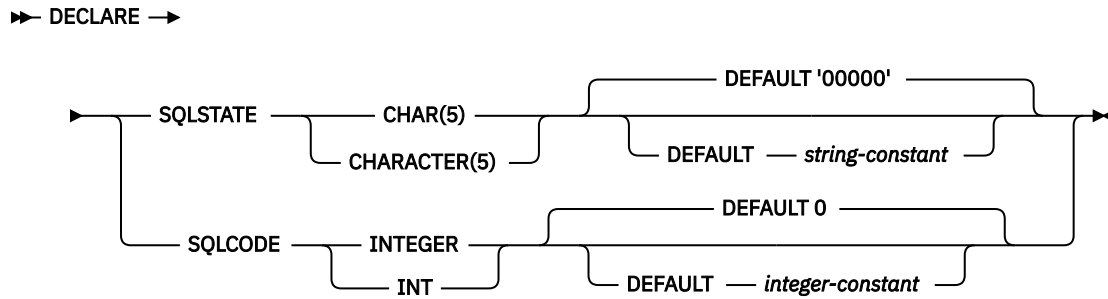 DECLARE
DEFAULT '00000'
SQLSTATE CHAR(5)
CHARACTER(5) DEFAULT string-constant
DEFAULT 0
SQLCODE INTEGER
INT DEFAULT integer-constant